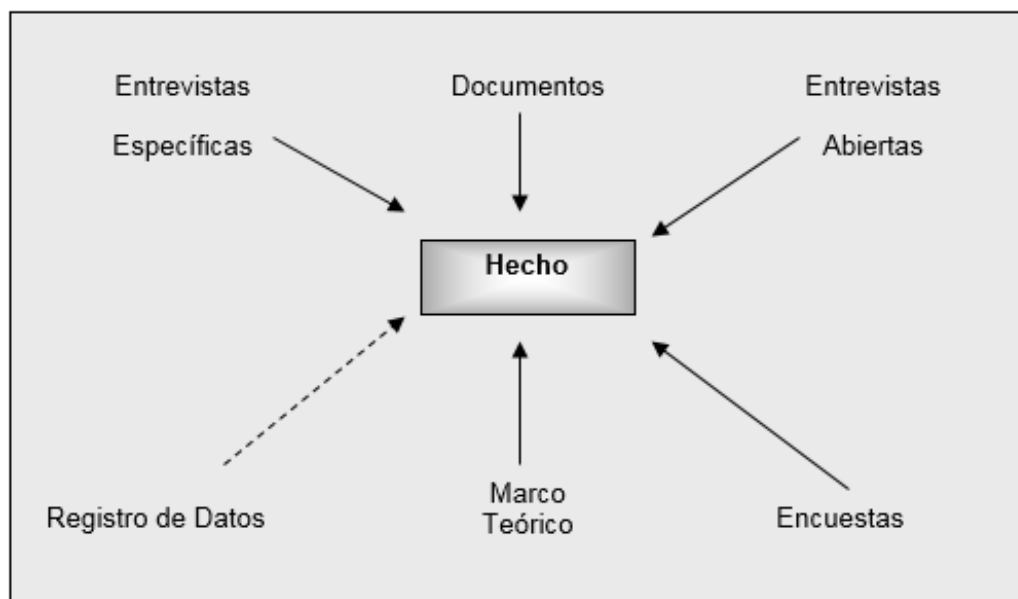 Entrevistas
Específicas
Documentos
Entrevistas
Abiertas
Hecho
Registro de Datos
Marco
Teórico
Encuestas